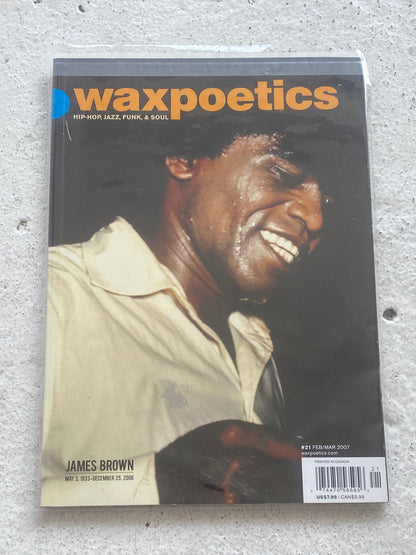 waxpoetics
HIP-HOP, JAZZ, FUNK, & SOUL
JAMES BROWN
MAY 3, 1933–DECEMBER 25, 2006
#21 FEB/MAR 2007
waxpoetics.com
PRINTED IN CANADA
21
US$7.99 / CAN$9.99